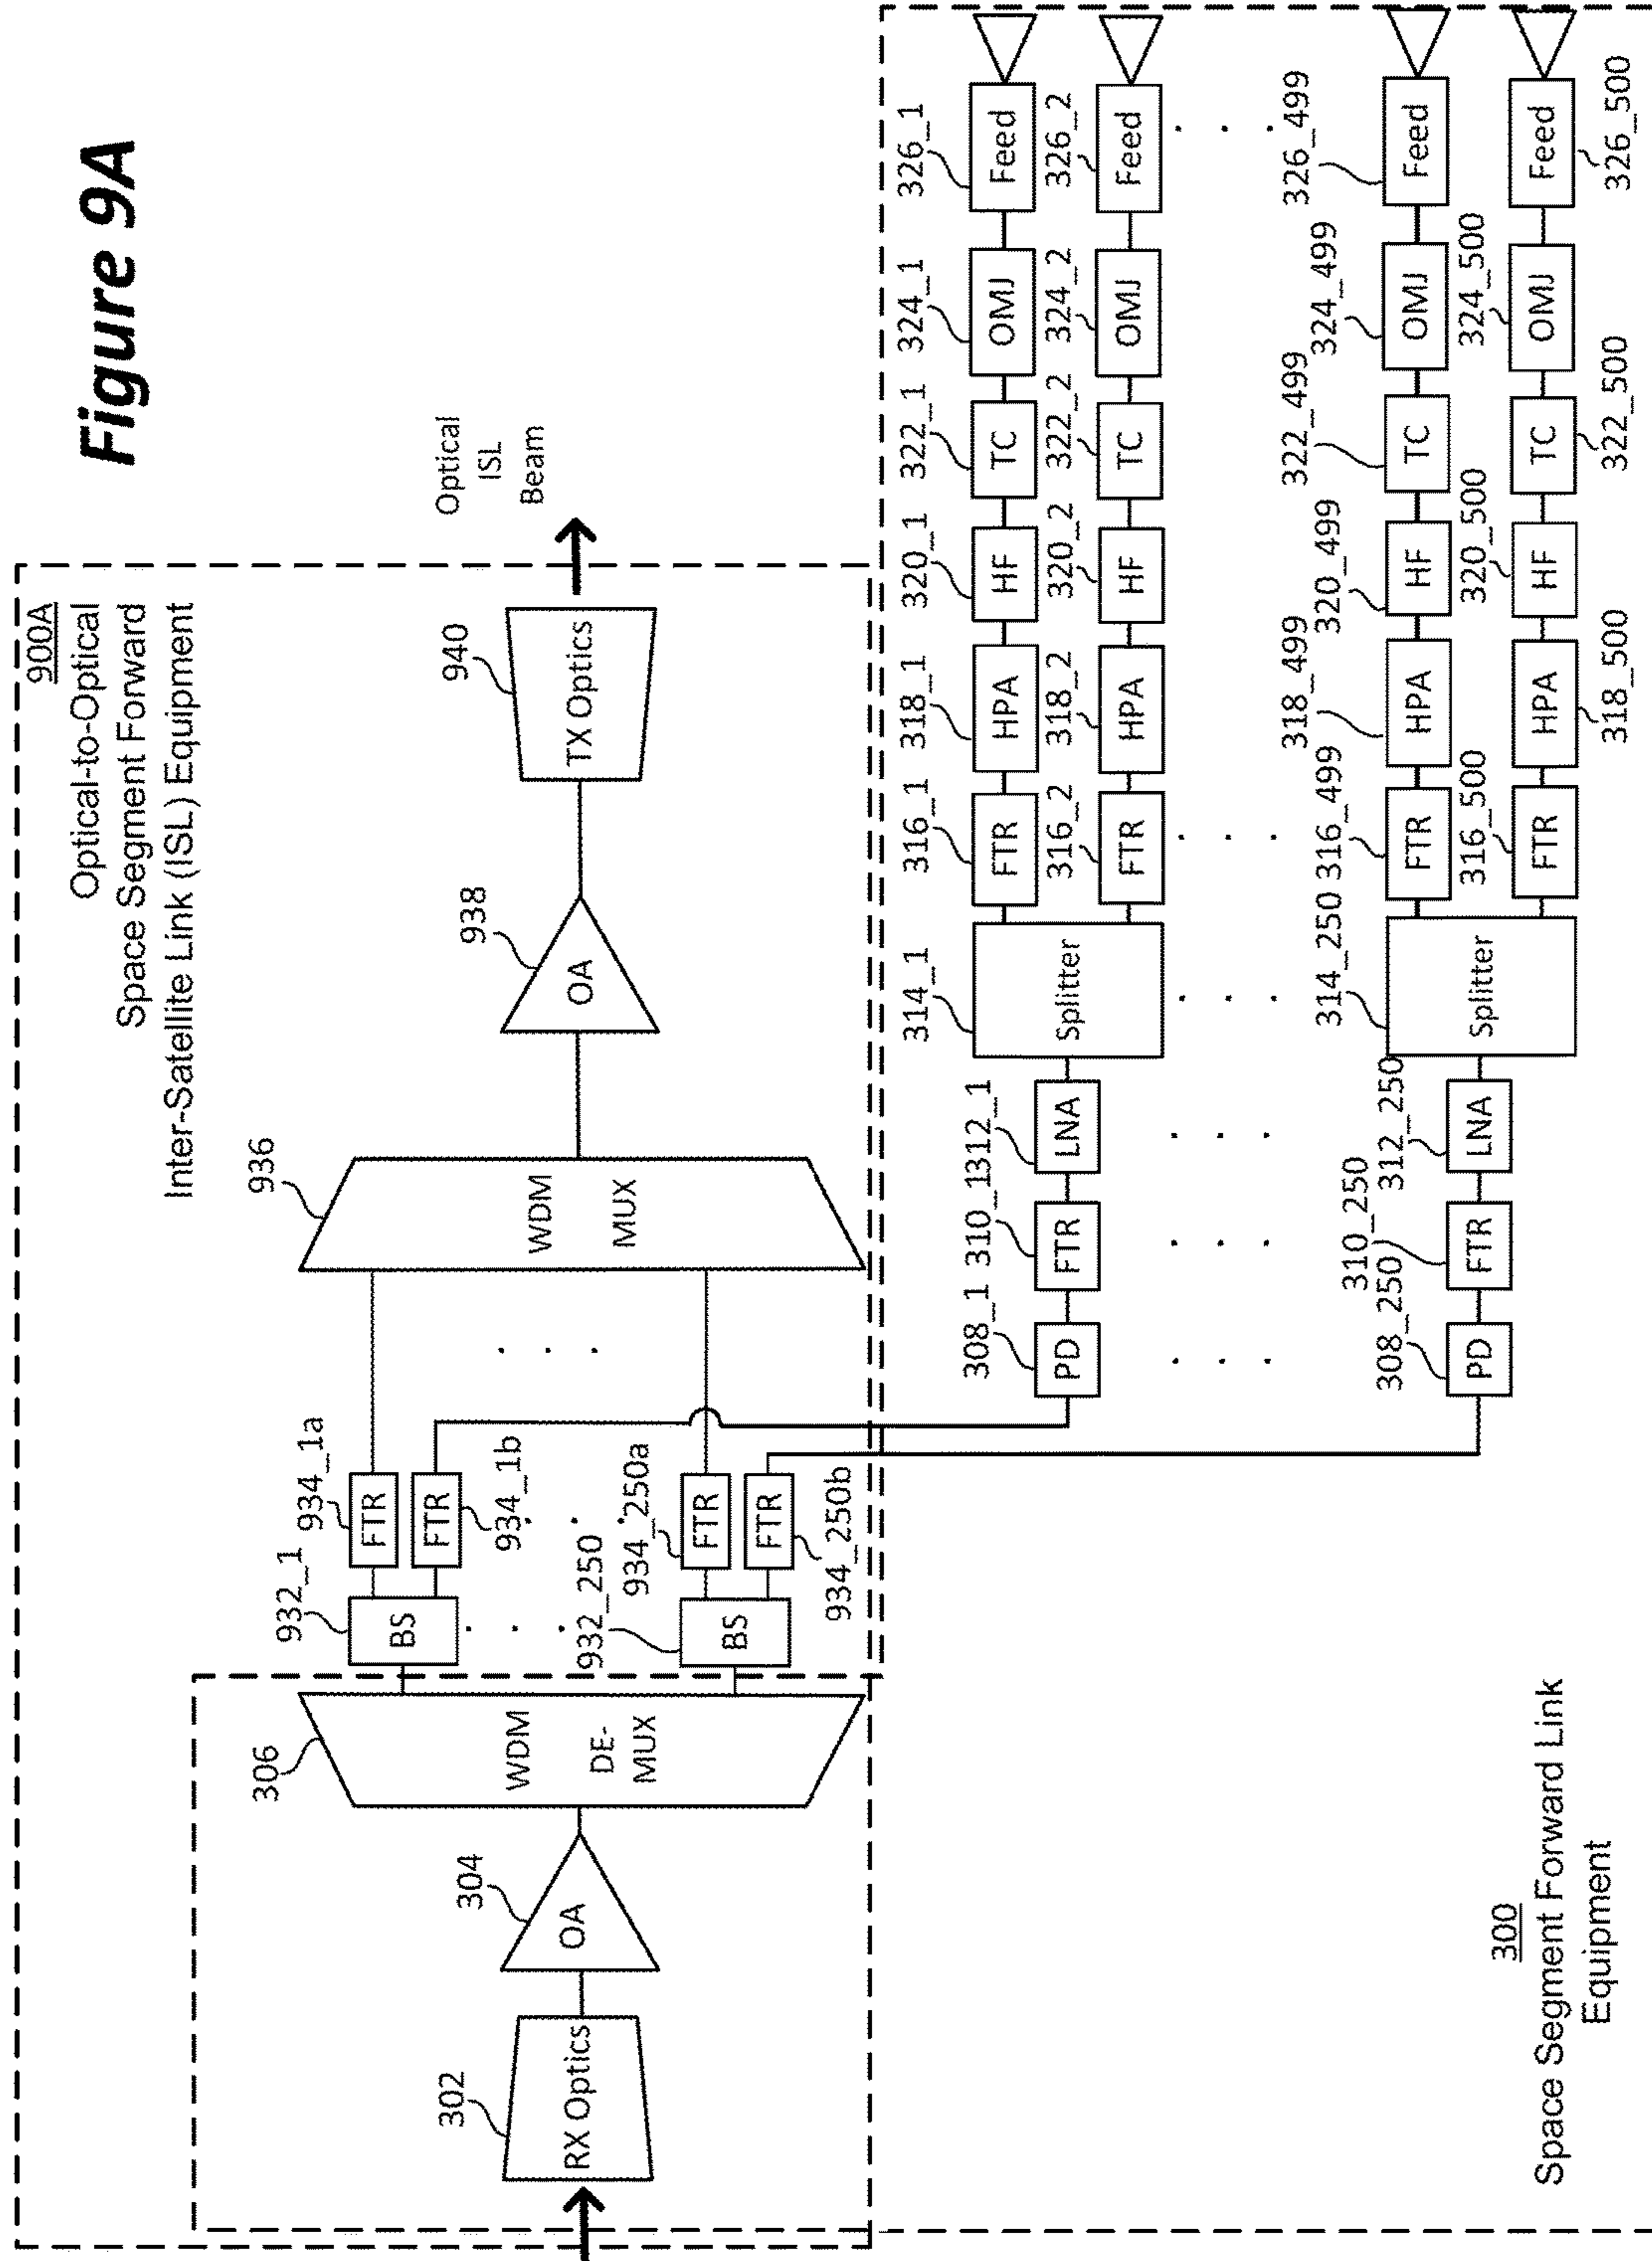 Figure 9A
900A
Optical-to-Optical
Space Segment Forward
Inter-Satellite Link (ISL) Equipment
Optical
ISL
Beam
302
RX Optics
304
OA
306
WDM
DE-
MUX
932_1
BS
934_1a
FTR
FTR
934_1b
932_250
BS
934_250a
FTR
FTR
934_250b
936
WDM
MUX
938
OA
940
TX Optics
308_1
PD
310_1
FTR
312_1
LNA
314_1
Splitter
316_1
FTR
318_1
HPA
320_1
HF
322_1
TC
324_1
OMJ
326_1
Feed
316_2
FTR
318_2
HPA
320_2
HF
322_2
TC
324_2
OMJ
326_2
Feed
308_250
PD
310_250
FTR
312_250
LNA
314_250
Splitter
316_499
FTR
318_499
HPA
320_499
HF
322_499
TC
324_499
OMJ
326_499
Feed
316_500
FTR
318_500
HPA
320_500
HF
322_500
TC
324_500
OMJ
326_500
Feed
300
Space Segment Forward Link
Equipment